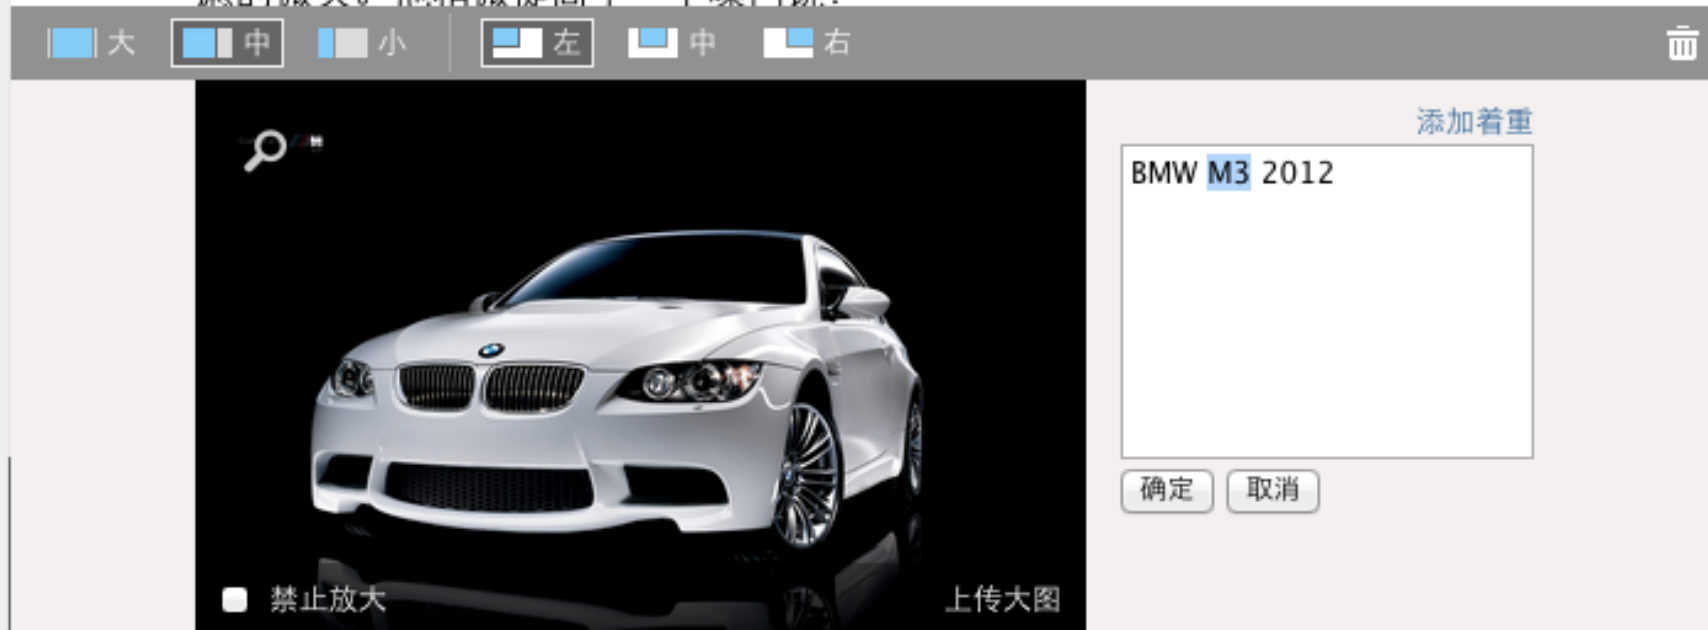 大 中 小 左 中 右
添加着重
BMW M3 2012
确定 取消
禁止放大 上传大图